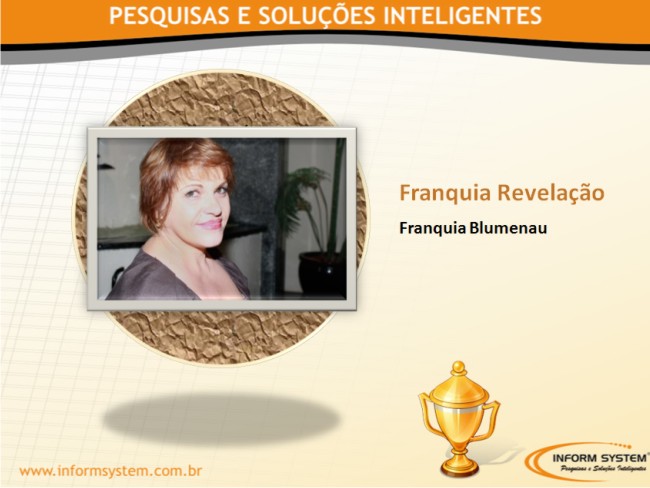 PESQUISAS E SOLUÇÕES INTELIGENTES
Franquia Revelação
Franquia Blumenau
www.informsystem.com.br
INFORM SYSTEM
Pesquisas e Soluções Inteligentes